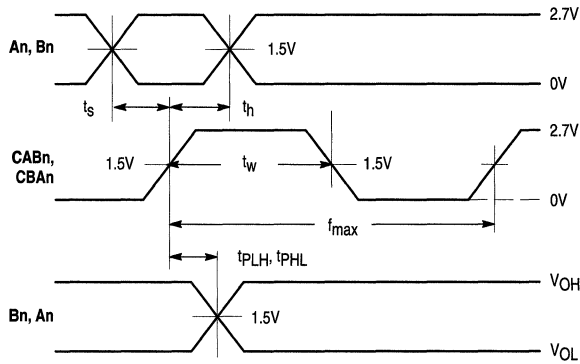 2.7V
An, Bn
1.5V
0V
ts
th
2.7V
CABn,
CBAn
1.5V
tw
1.5V
0V
fmax
tPLH, tPHL
VOH
Bn, An
1.5V
VOL